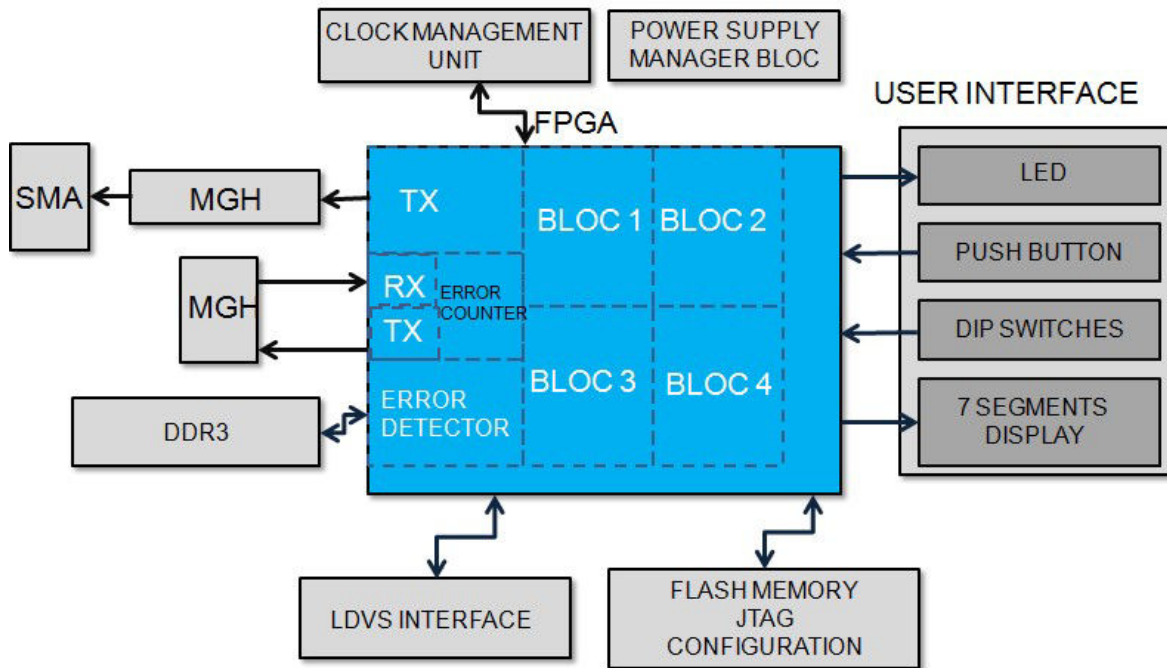 CLOCK MANAGEMENT
UNIT
POWER SUPPLY
MANAGER BLOC
USER INTERFACE
FPGA
SMA
MGH
TX
BLOC 1
BLOC 2
LED
PUSH BUTTON
MGH
RX
ERROR
COUNTER
TX
DIP SWITCHES
BLOC 3
BLOC 4
DDR3
ERROR
DETECTOR
7 SEGMENTS
DISPLAY
LDVS INTERFACE
FLASH MEMORY
JTAG
CONFIGURATION